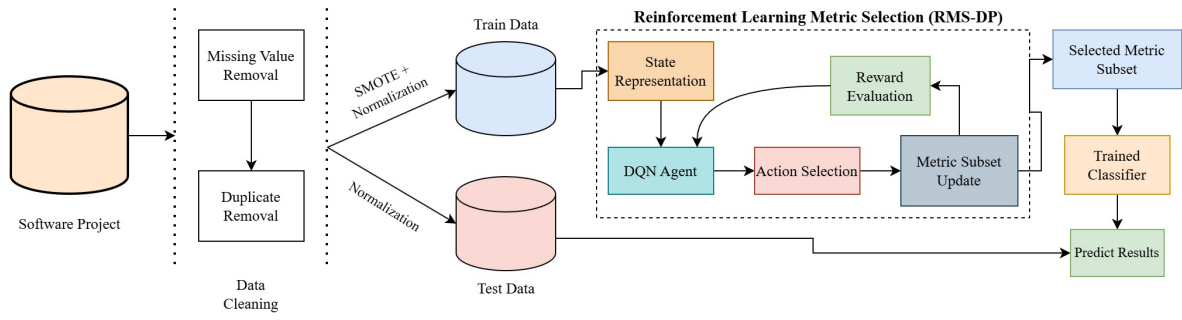 Reinforcement Learning Metric Selection (RMS-DP)
Software Project
Missing Value
Removal
Duplicate
Removal
Data
Cleaning
SMOTE +
Normalization
Normalization
Train Data
Test Data
State
Representation
Reward
Evaluation
DQN Agent
Action Selection
Metric Subset
Update
Selected Metric
Subset
Trained
Classifier
Predict Results